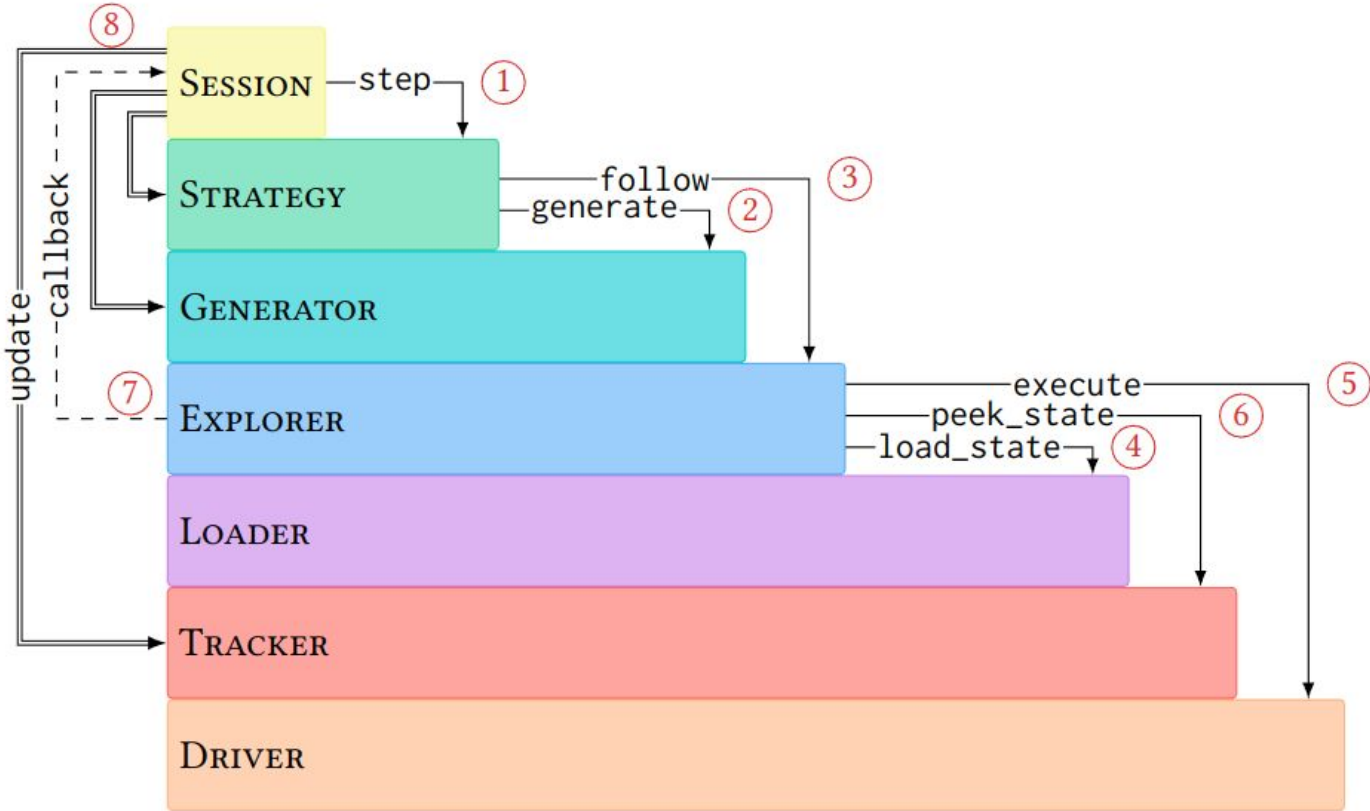 ⑧
SESSION
step
①
STRATEGY
follow
③
generate
②
callback
update
GENERATOR
⑦
EXPLORER
execute
⑤
peek_state
⑥
load_state
④
LOADER
TRACKER
DRIVER